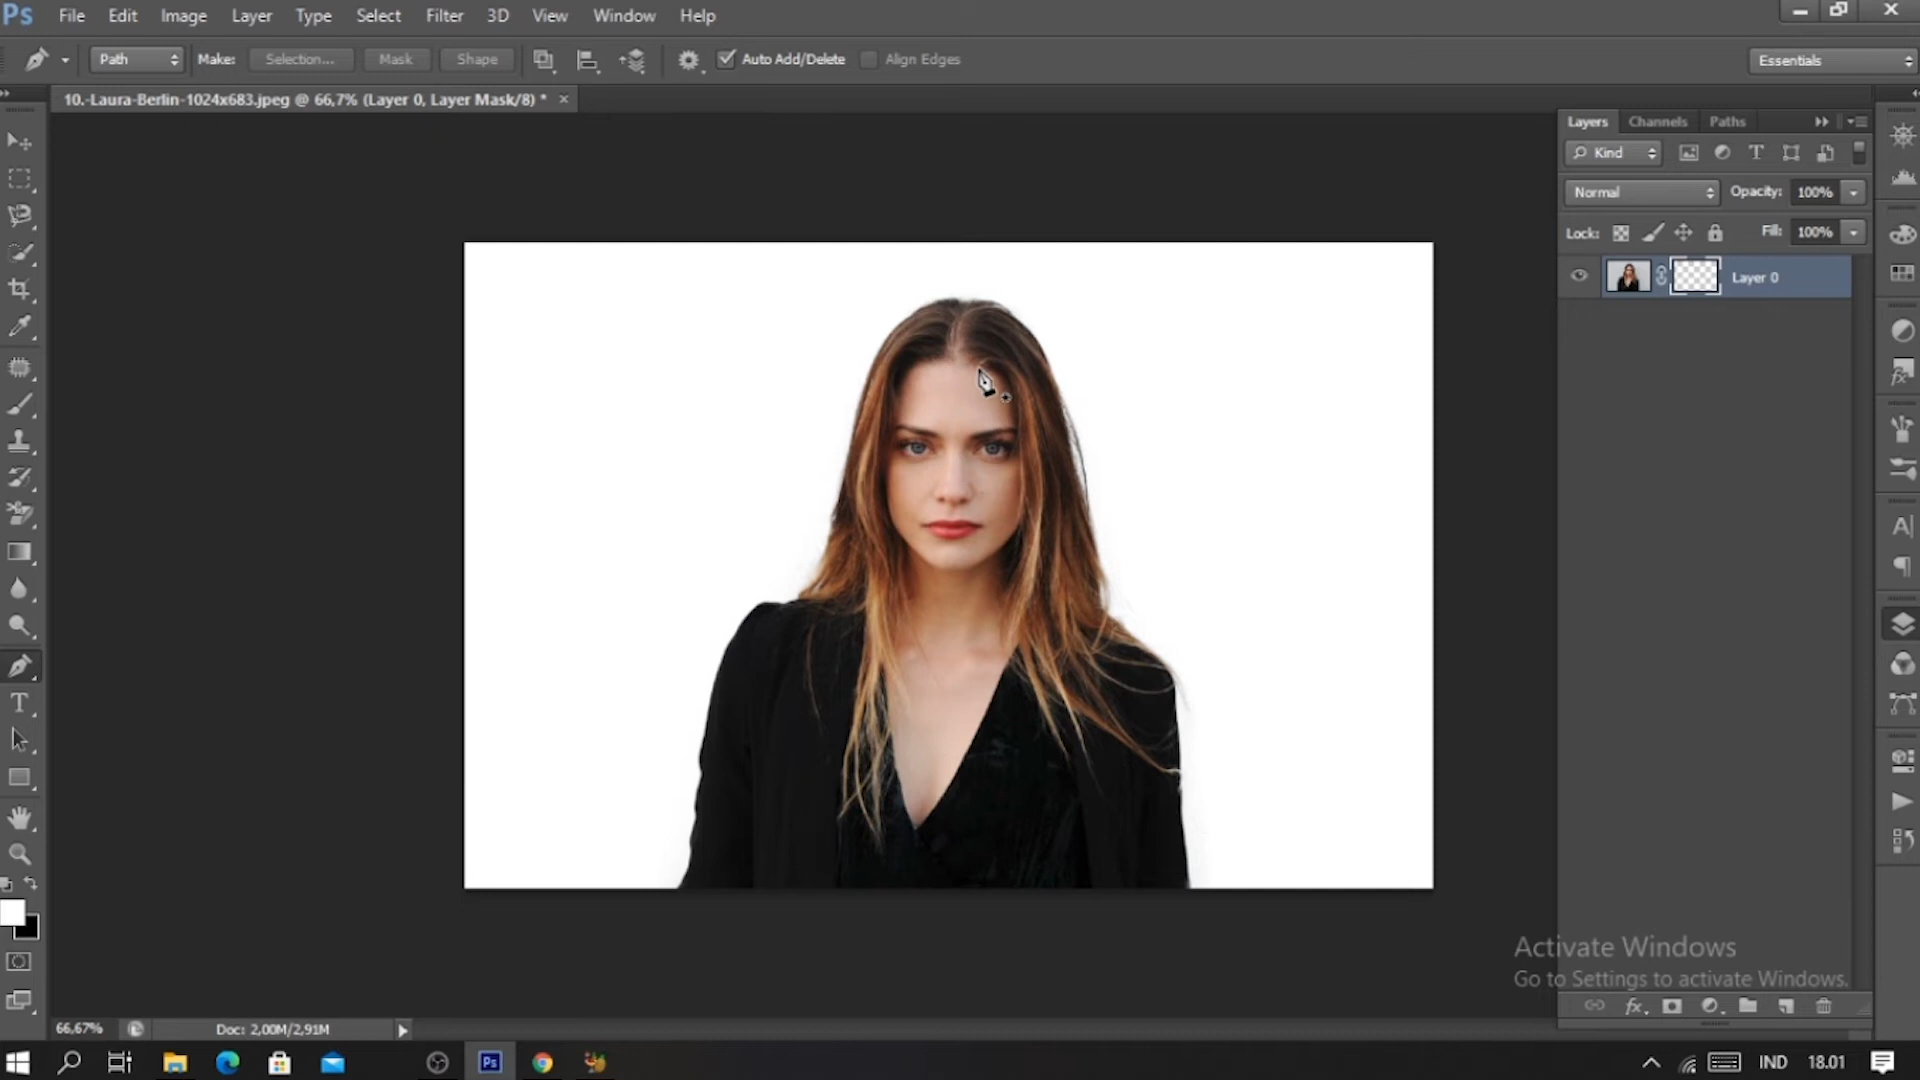 Ps File Edit Image Layer Type Select Filter 3D View Window Help
Path Make: Selection... Mask Shape Auto Add/Delete Align Edges Essentials
10.-Laura-Berlin-1024x683.jpeg @ 66,7% (Layer 0, Layer Mask/8) * ×
Layers Channels Paths
Kind
Normal Opacity: 100%
Lock: Fill: 100%
Layer 0
Activate Windows
Go to Settings to activate Windows.
66,67% Doc: 2,00M/2,91M
Ps IND 18.01